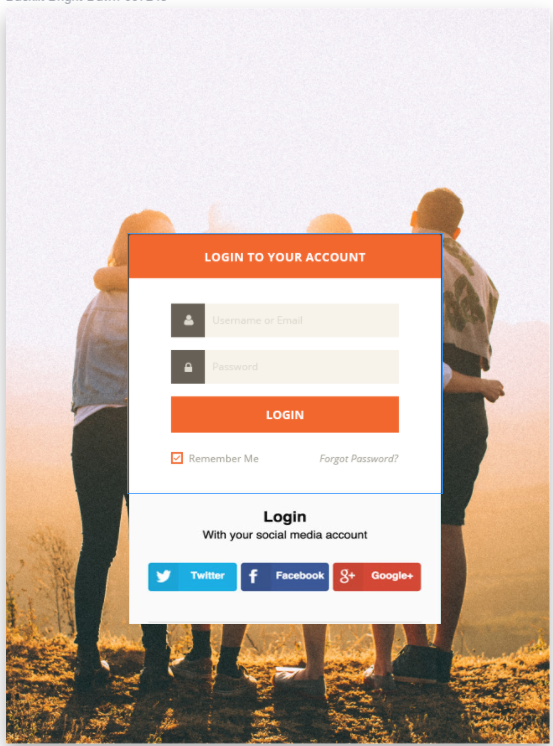 LOGIN TO YOUR ACCOUNT
Username or Email
Password
LOGIN
Remember Me
Forgot Password?
Login
With your social media account
Twitter
Facebook
8+ Google+